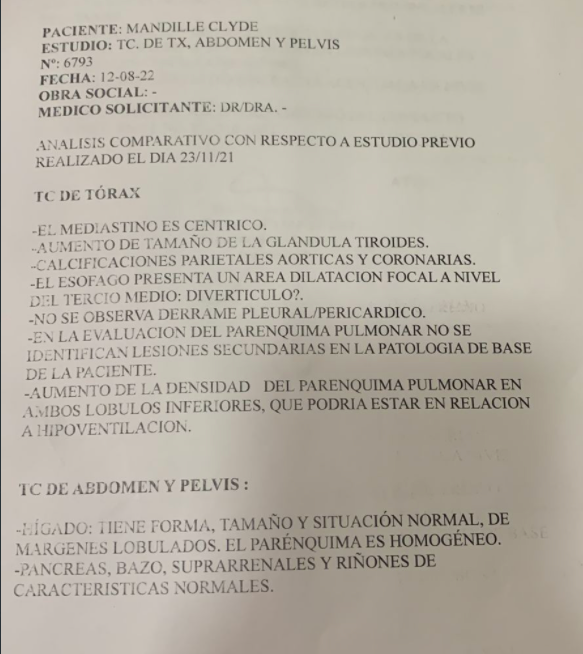 PACIENTE: MANDILLE CLYDE
ESTUDIO: TC. DE TX, ABDOMEN Y PELVIS
Nº: 6793
FECHA: 12-08-22
OBRA SOCIAL: -
MEDICO SOLICITANTE: DR/DRA. -
ANALISIS COMPARATIVO CON RESPECTO A ESTUDIO PREVIO
REALIZADO EL DIA 23/11/21
TC DE TÓRAX
-EL MEDIASTINO ES CENTRICO.
-AUMENTO DE TAMAÑO DE LA GLANDULA TIROIDES.
-CALCIFICACIONES PARIETALES AORTICAS Y CORONARIAS.
-EL ESOFAGO PRESENTA UN AREA DILATACION FOCAL A NIVEL
DEL TERCIO MEDIO: DIVERTICULO?.
-NO SE OBSERVA DERRAME PLEURAL/PERICARDICO.
-EN LA EVALUACION DEL PARENQUIMA PULMONAR NO SE
IDENTIFICAN LESIONES SECUNDARIAS EN LA PATOLOGIA DE BASE
DE LA PACIENTE.
-AUMENTO DE LA DENSIDAD DEL PARENQUIMA PULMONAR EN
AMBOS LOBULOS INFERIORES, QUE PODRIA ESTAR EN RELACION
A HIPOVENTILACION.
TC DE ABDOMEN Y PELVIS :
-HÍGADO: TIENE FORMA, TAMAÑO Y SITUACIÓN NORMAL, DE
MARGENES LOBULADOS. EL PARÉNQUIMA ES HOMOGÉNEO.
-PANCREAS, BAZO, SUPRARRENALES Y RIÑONES DE
CARACTERISTICAS NORMALES.